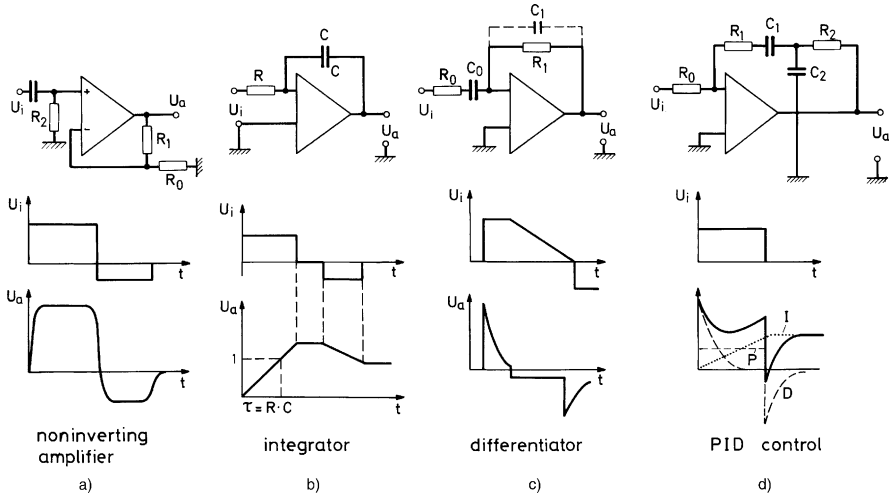 Ui
R2
+
−
Ua
R1
R0
R
C
C
Ui
Ua
R0
C0
C1
R1
Ui
Ua
R0
R1
C1
R2
C2
Ui
Ua
Ui
t
Ui
t
Ui
t
Ui
t
Ua
t
Ua
1
τ=R·C
t
Ua
t
I
P
D
t
noninverting
amplifier
integrator
differentiator
PID control
a)
b)
c)
d)